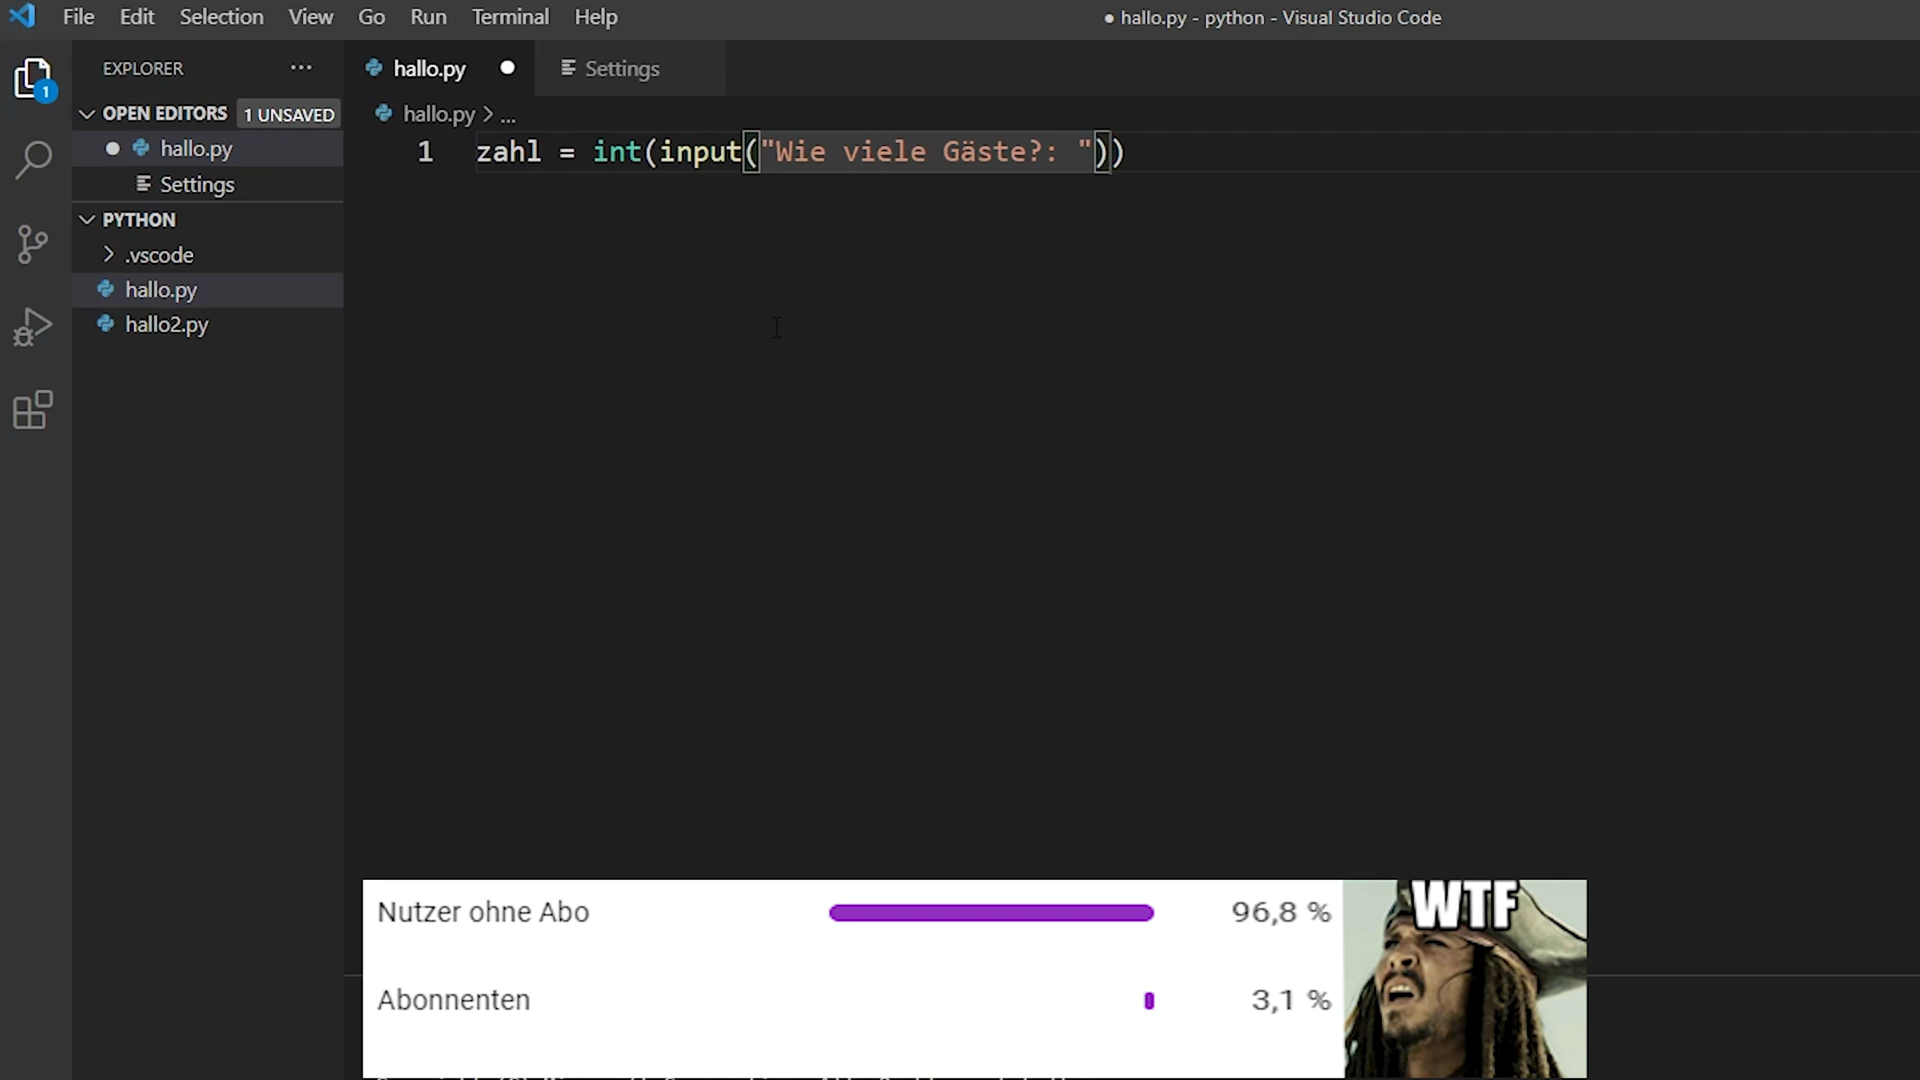 File Edit Selection View Go Run Terminal Help
● hallo.py - python - Visual Studio Code
EXPLORER ···
hallo.py ●
Settings
1
OPEN EDITORS 1 UNSAVED
hallo.py > ...
● hallo.py
1 zahl = int(input("Wie viele Gäste?: "))
Settings
PYTHON
> .vscode
hallo.py
hallo2.py
Nutzer ohne Abo 96,8 %
WTF
Abonnenten 3,1 %